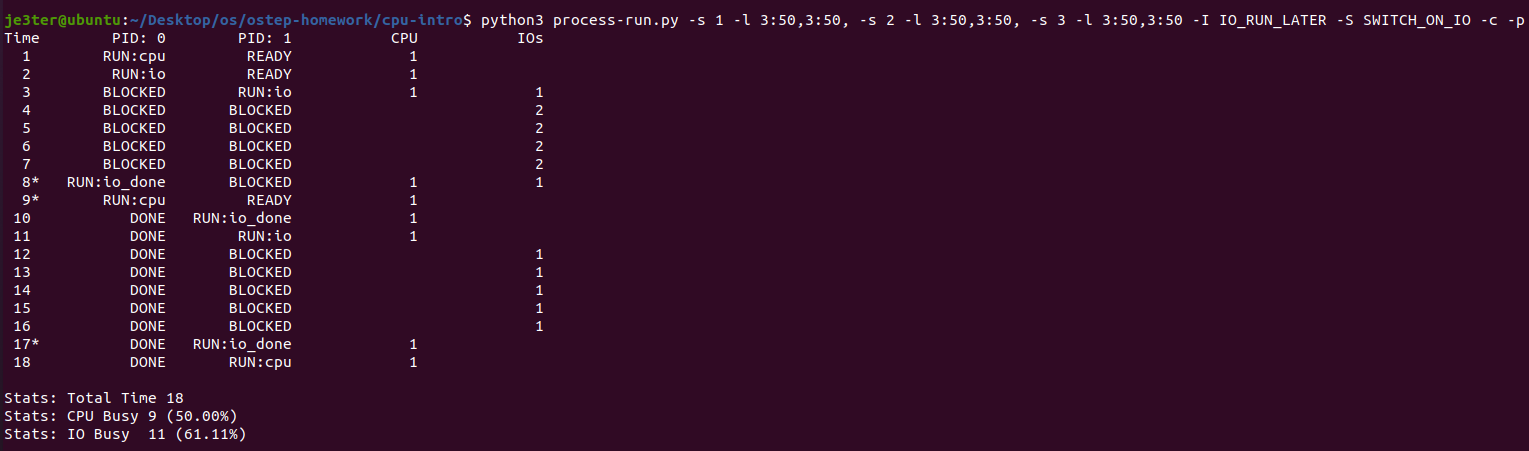 je3ter@ubuntu:~/Desktop/os/ostep-homework/cpu-intro$ python3 process-run.py -s 1 -l 3:50,3:50, -s 2 -l 3:50,3:50, -s 3 -l 3:50,3:50 -I IO_RUN_LATER -S SWITCH_ON_IO -c -p
Time PID: 0 PID: 1 CPU IOs
1 RUN:cpu READY 1
2 RUN:io READY 1
3 BLOCKED RUN:io 1 1
4 BLOCKED BLOCKED 2
5 BLOCKED BLOCKED 2
6 BLOCKED BLOCKED 2
7 BLOCKED BLOCKED 2
8* RUN:io_done BLOCKED 1 1
9* RUN:cpu READY 1
10 DONE RUN:io_done 1
11 DONE RUN:io 1
12 DONE BLOCKED 1
13 DONE BLOCKED 1
14 DONE BLOCKED 1
15 DONE BLOCKED 1
16 DONE BLOCKED 1
17* DONE RUN:io_done 1
18 DONE RUN:cpu 1
Stats: Total Time 18
Stats: CPU Busy 9 (50.00%)
Stats: IO Busy 11 (61.11%)